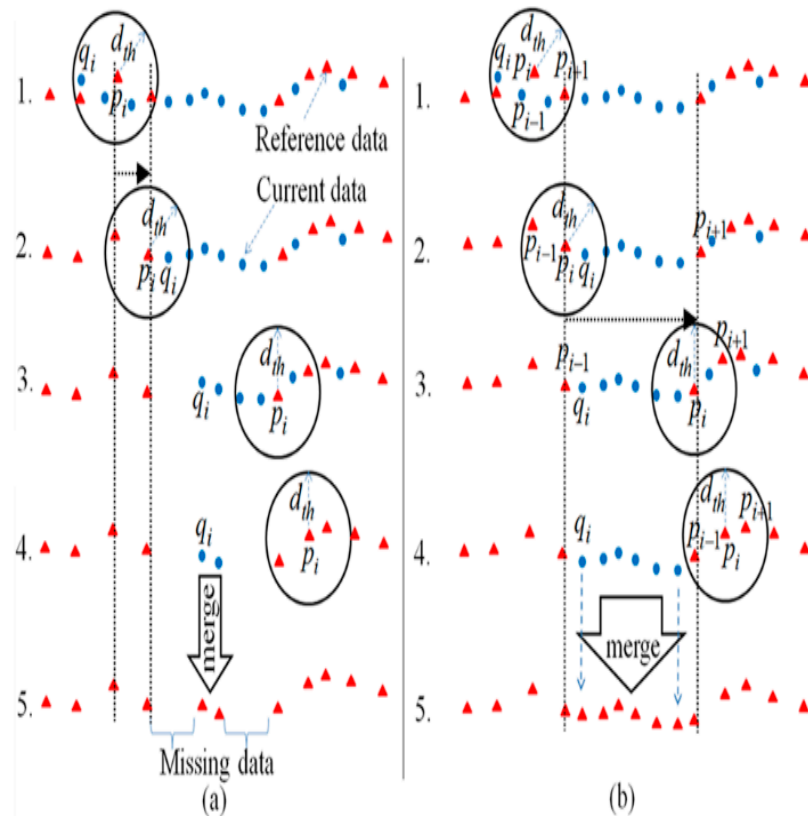 d_th
q_i
p_i
1.
Reference data
Current data
d_th
2.
p_i q_i
d_th
3.
q_i
p_i
d_th
4.
q_i
p_i
merge
5.
Missing data
(a)
d_th
q_i
p_i p_{i+1}
1.
p_{i-1}
d_th
p_{i+1}
2.
p_{i-1} p_i q_i
p_{i+1}
d_th
3.
p_{i-1}
q_i
p_i
d_th
p_{i+1}
4.
q_i
p_{i-1} p_i
merge
5.
(b)